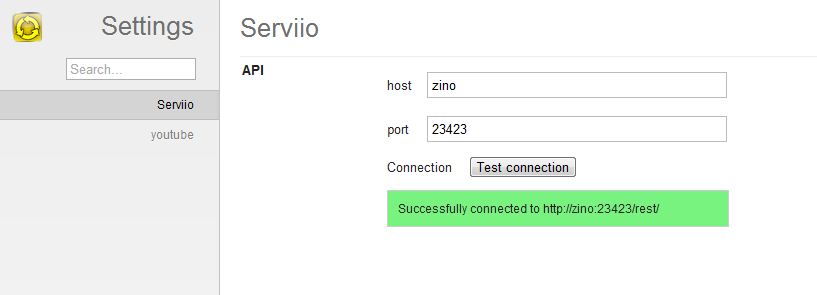 Settings
Search...
Serviio
youtube
Serviio
API
host zino
port 23423
Connection Test connection
Successfully connected to http://zino:23423/rest/